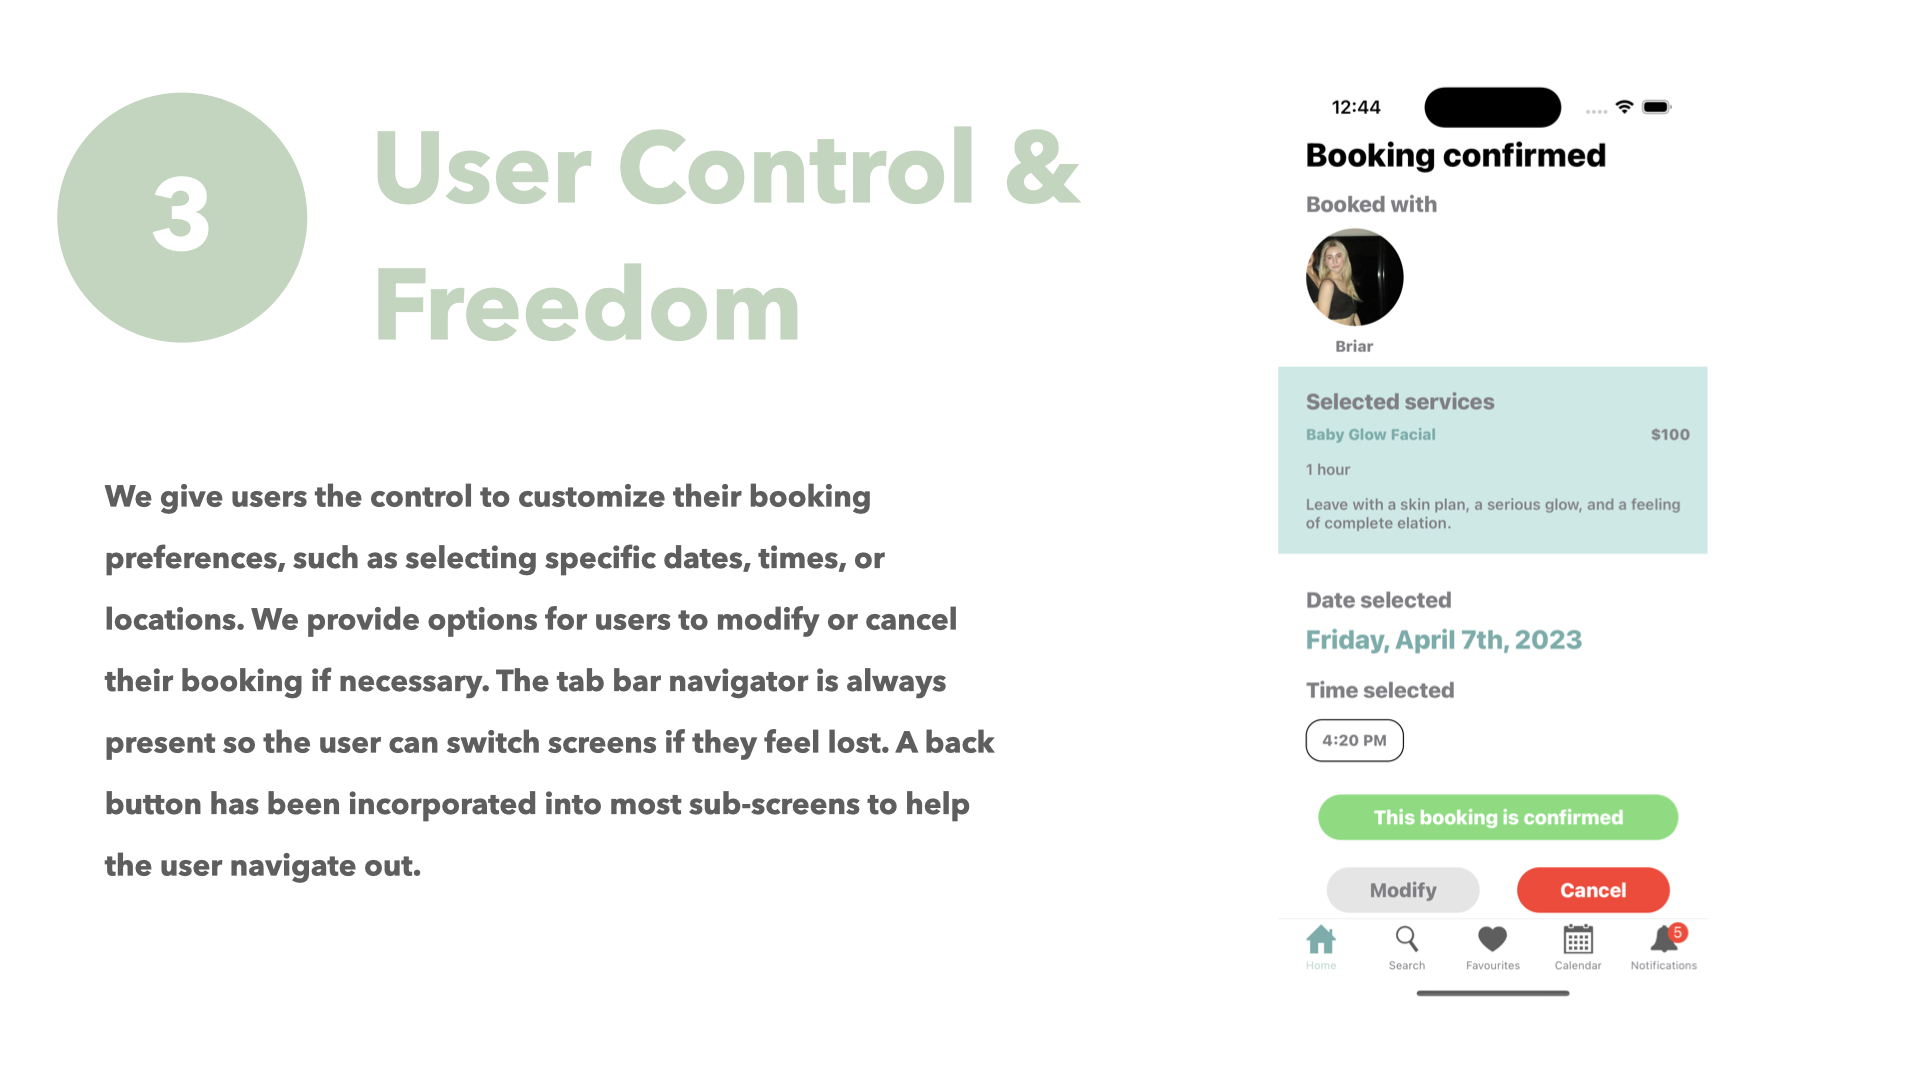 3
User Control &
Freedom
We give users the control to customize their booking
preferences, such as selecting specific dates, times, or
locations. We provide options for users to modify or cancel
their booking if necessary. The tab bar navigator is always
present so the user can switch screens if they feel lost. A back
button has been incorporated into most sub-screens to help
the user navigate out.
12:44
Booking confirmed
Booked with
Briar
Selected services
Baby Glow Facial $100
1 hour
Leave with a skin plan, a serious glow, and a feeling
of complete elation.
Date selected
Friday, April 7th, 2023
Time selected
4:20 PM
This booking is confirmed
Modify Cancel
5
Home Search Favourites Calendar Notifications